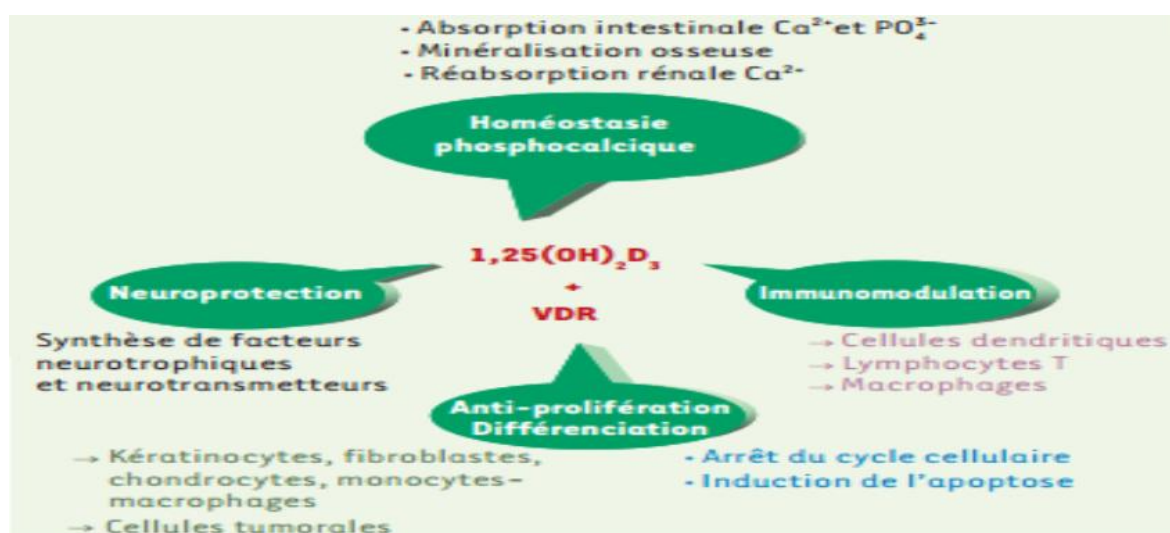 - Absorption intestinale Ca²⁺et PO₄³⁻
- Minéralisation osseuse
- Réabsorption rénale Ca²⁺
Homéostasie
phosphocalcique
1,25(OH)₂D₃
+
VDR
Neuroprotection
Synthèse de facteurs
neurotrophiques
et neurotransmetteurs
Immunomodulation
→ Cellules dendritiques
→ Lymphocytes T
→ Macrophages
Anti-prolifération
Différenciation
→ Kératinocytes, fibroblastes,
chondrocytes, monocytes-
macrophages
→ Cellules tumorales
- Arrêt du cycle cellulaire
- Induction de l'apoptose